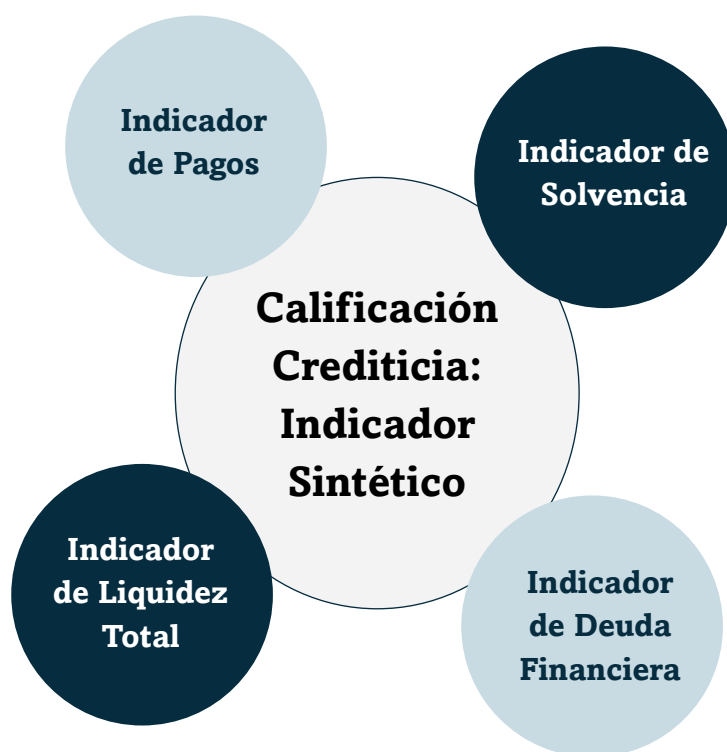 Indicador
de Pagos
Indicador de
Solvencia
Calificación
Crediticia:
Indicador
Sintético
Indicador
de Liquidez
Total
Indicador
de Deuda
Financiera